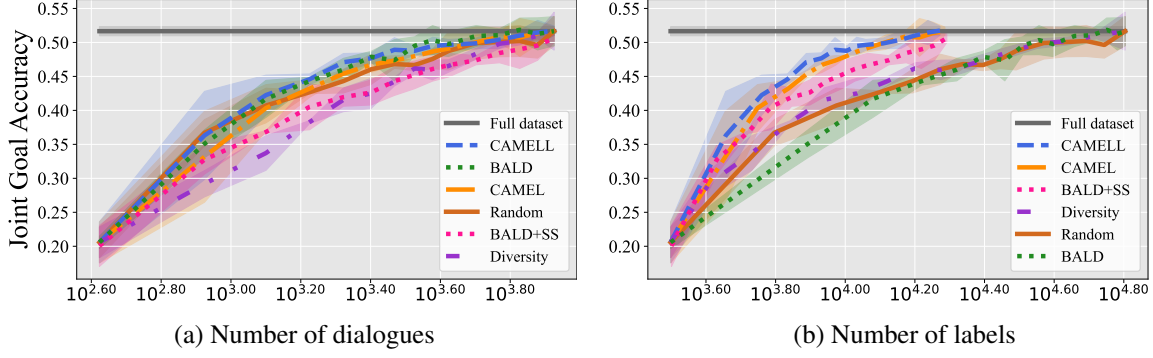 Joint Goal Accuracy
0.55
0.50
0.45
0.40
0.35
0.30
0.25
0.20
Full dataset
CAMELL
BALD
CAMEL
Random
BALD+SS
Diversity
10^2.60 10^2.80 10^3.00 10^3.20 10^3.40 10^3.60 10^3.80
(a) Number of dialogues
0.55
0.50
0.45
0.40
0.35
0.30
0.25
0.20
Full dataset
CAMELL
CAMEL
BALD+SS
Diversity
Random
BALD
10^3.60 10^3.80 10^4.00 10^4.20 10^4.40 10^4.60 10^4.80
(b) Number of labels